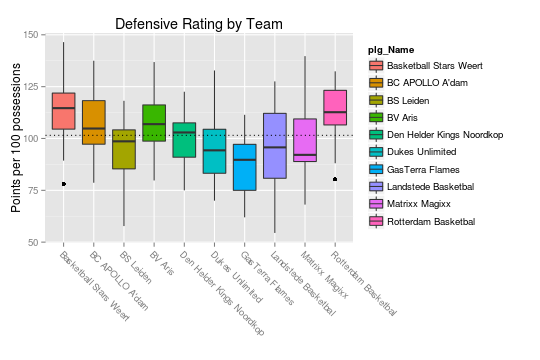 Defensive Rating by Team
Points per 100 possessions
150
125
100
75
50
Basketball Stars Weert
BC APOLLO A'dam
BS Leiden
BV Aris
Den Helder Kings Noordkop
Dukes Unlimited
GasTerra Flames
Landstede Basketbal
Matrixx Magixx
Rotterdam Basketbal
plg_Name
Basketball Stars Weert
BC APOLLO A'dam
BS Leiden
BV Aris
Den Helder Kings Noordkop
Dukes Unlimited
GasTerra Flames
Landstede Basketbal
Matrixx Magixx
Rotterdam Basketbal